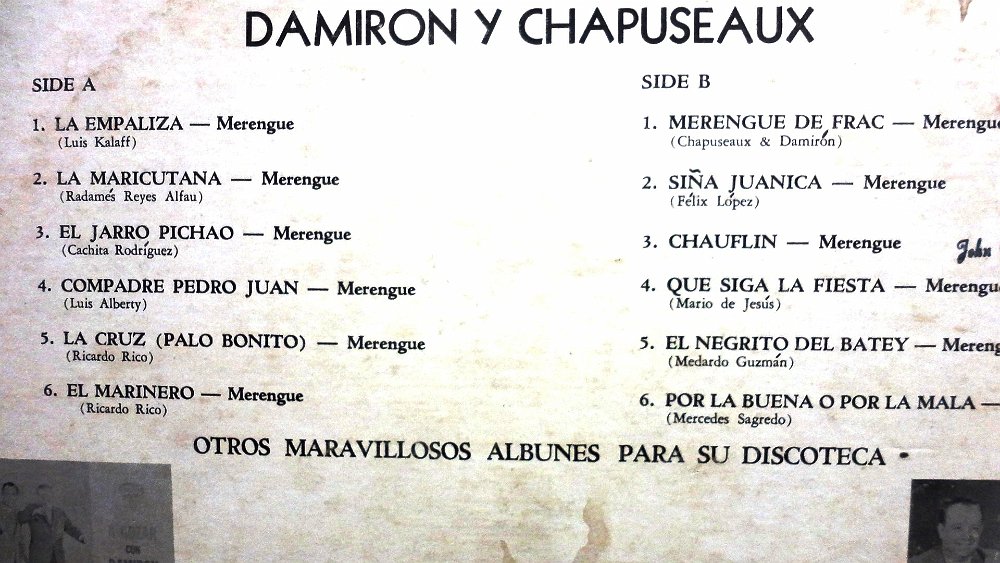 DAMIRON Y CHAPUSEAUX
SIDE A
1. LA EMPALIZA — Merengue
(Luis Kalaff)
2. LA MARICUTANA — Merengue
(Radamés Reyes Alfau)
3. EL JARRO PICHAO — Merengue
(Cachita Rodríguez)
4. COMPADRE PEDRO JUAN — Merengue
(Luis Alberty)
5. LA CRUZ (PALO BONITO) — Merengue
(Ricardo Rico)
6. EL MARINERO — Merengue
(Ricardo Rico)
SIDE B
1. MERENGUE DE FRAC — Merengue
(Chapuseaux & Damirón)
2. SIÑA JUANICA — Merengue
(Félix López)
3. CHAUFLIN — Merengue
John
4. QUE SIGA LA FIESTA — Merengu
(Mario de Jesús)
5. EL NEGRITO DEL BATEY — Mereng
(Medardo Guzmán)
6. POR LA BUENA O POR LA MALA —
(Mercedes Sagredo)
OTROS MARAVILLOSOS ALBUNES PARA SU DISCOTECA •
CON